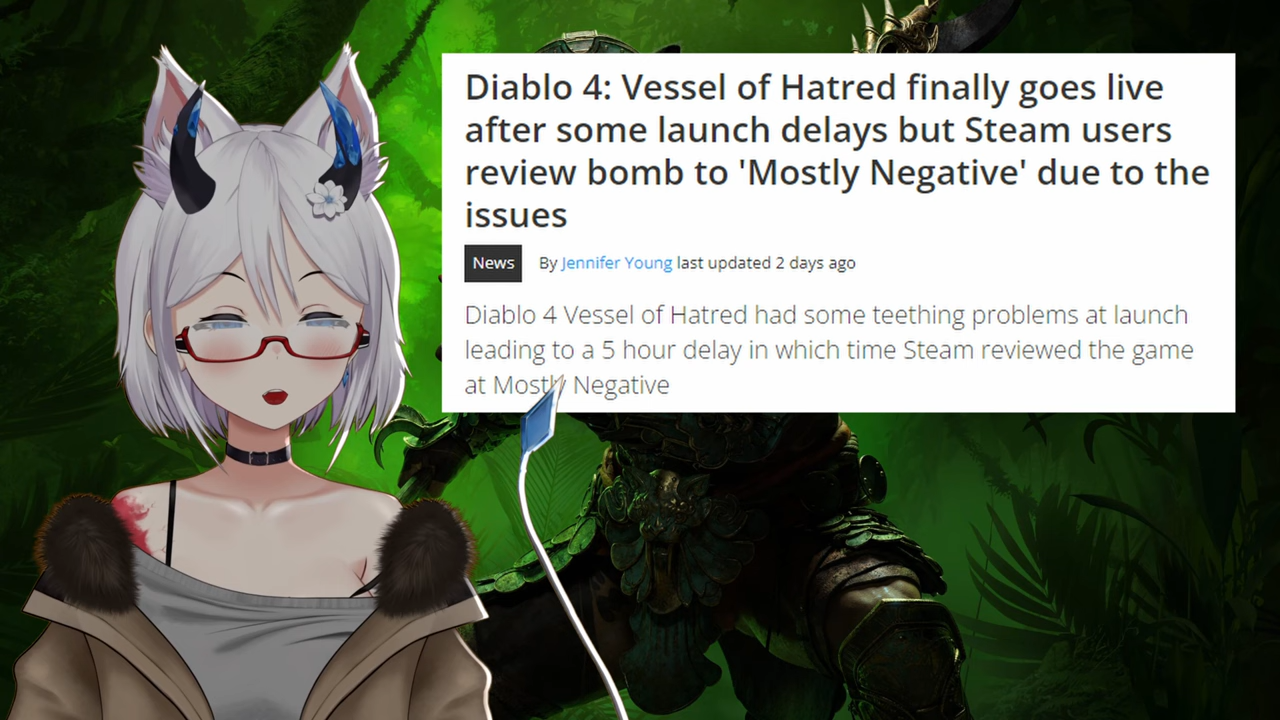 Diablo 4: Vessel of Hatred finally goes live
after some launch delays but Steam users
review bomb to 'Mostly Negative' due to the
issues
News By Jennifer Young last updated 2 days ago
Diablo 4 Vessel of Hatred had some teething problems at launch
leading to a 5 hour delay in which time Steam reviewed the game
at Mostly Negative